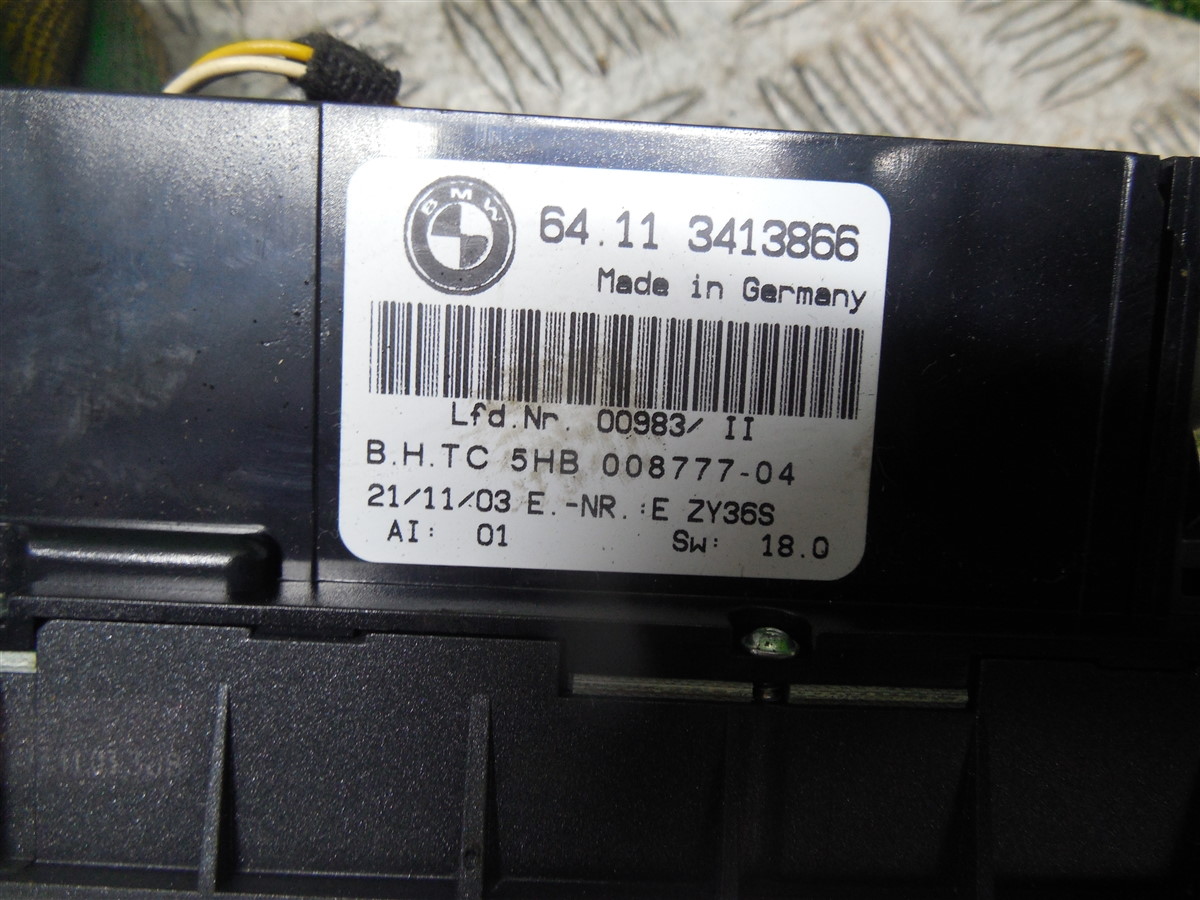 BMW
64.11 3413866
Made in Germany
Lfd.Nr. 00983/ II
B.H.TC 5HB 008777-04
21/11/03 E.-NR.:E ZY36S
AI: 01 Sw: 18.0